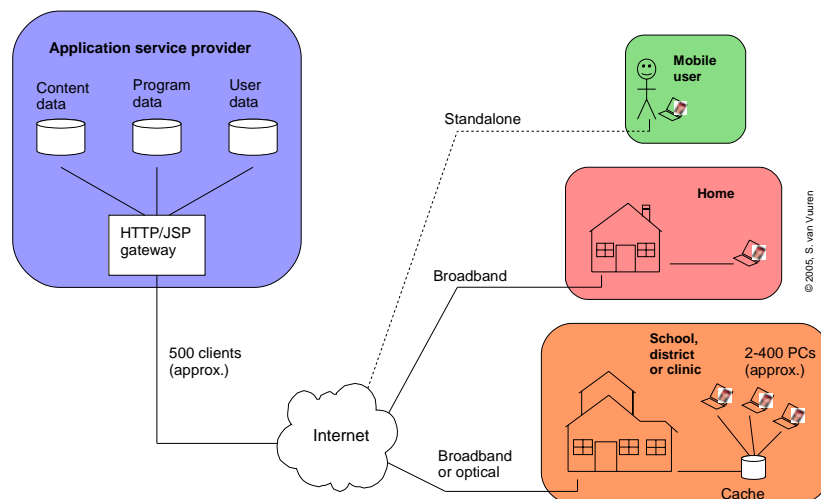 Application service provider
Content
data
Program
data
User
data
HTTP/JSP
gateway
500 clients
(approx.)
Internet
Standalone
Broadband
Broadband
or optical
Mobile
user
Home
School,
district
or clinic
2-400 PCs
(approx.)
Cache
© 2005, S. van Vuuren